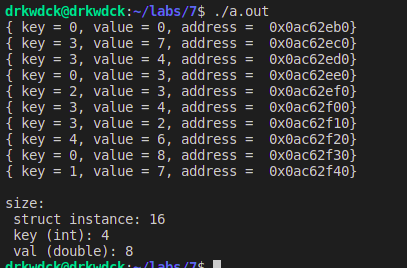 drkwdck@drkwdck:~/labs/7$ ./a.out
{ key = 0, value = 0, address =  0x0ac62eb0}
{ key = 3, value = 7, address =  0x0ac62ec0}
{ key = 3, value = 4, address =  0x0ac62ed0}
{ key = 0, value = 3, address =  0x0ac62ee0}
{ key = 2, value = 3, address =  0x0ac62ef0}
{ key = 3, value = 4, address =  0x0ac62f00}
{ key = 3, value = 2, address =  0x0ac62f10}
{ key = 4, value = 6, address =  0x0ac62f20}
{ key = 0, value = 8, address =  0x0ac62f30}
{ key = 1, value = 7, address =  0x0ac62f40}
size:
 struct instance: 16
 key (int): 4
 val (double): 8
drkwdck@drkwdck:~/labs/7$